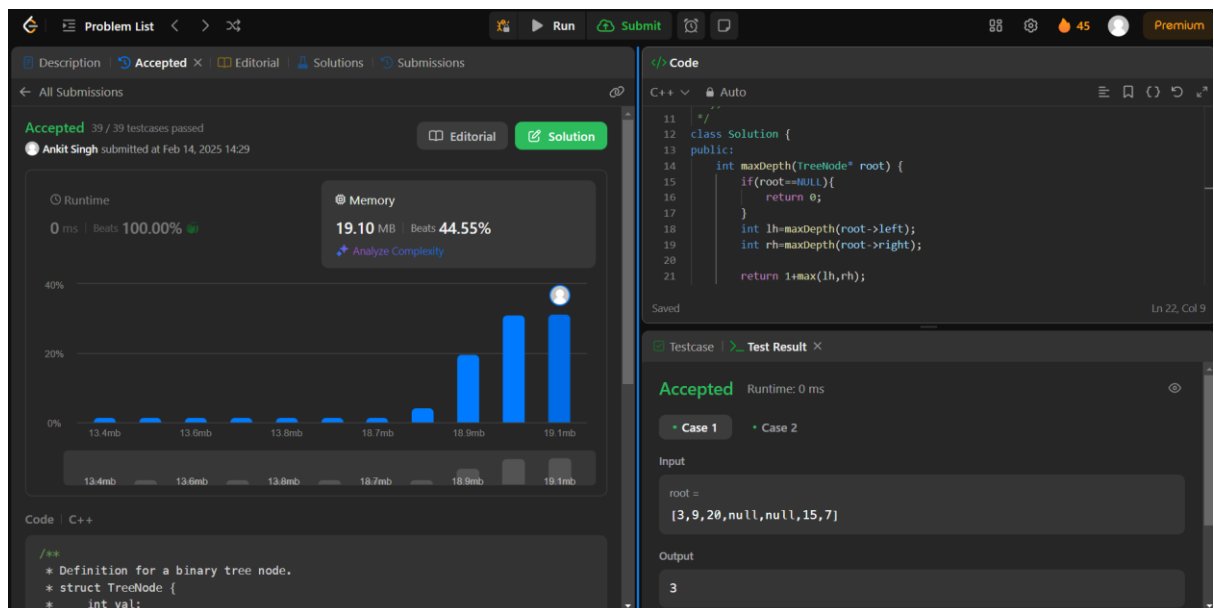 Problem List
Run
Submit
45
Premium
Description
Accepted
Editorial
Solutions
Submissions
All Submissions
Accepted 39 / 39 testcases passed
Ankit Singh submitted at Feb 14, 2025 14:29
Editorial
Solution
Runtime
0 ms Beats 100.00%
Memory
19.10 MB Beats 44.55%
Analyze Complexity
40%
20%
0%
13.4mb 13.6mb 13.8mb 18.7mb 18.9mb 19.1mb
13.4mb 13.6mb 13.8mb 18.7mb 18.9mb 19.1mb
Code C++
/**
* Definition for a binary tree node.
* struct TreeNode {
* int val;
</> Code
C++ Auto
11 */
12 class Solution {
13 public:
14 int maxDepth(TreeNode* root) {
15 if(root==NULL){
16 return 0;
17 }
18 int lh=maxDepth(root->left);
19 int rh=maxDepth(root->right);
20
21 return 1+max(lh,rh);
Saved
Ln 22, Col 9
Testcase
Test Result
Accepted Runtime: 0 ms
Case 1
Case 2
Input
root =
[3,9,20,null,null,15,7]
Output
3